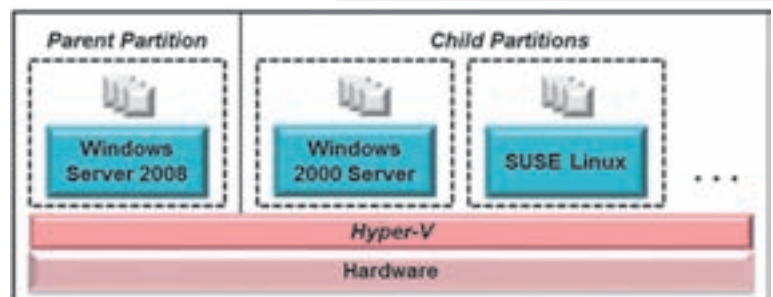 Parent Partition
Child Partitions
Windows
Server 2008
Windows
2000 Server
SUSE Linux
...
Hyper-V
Hardware